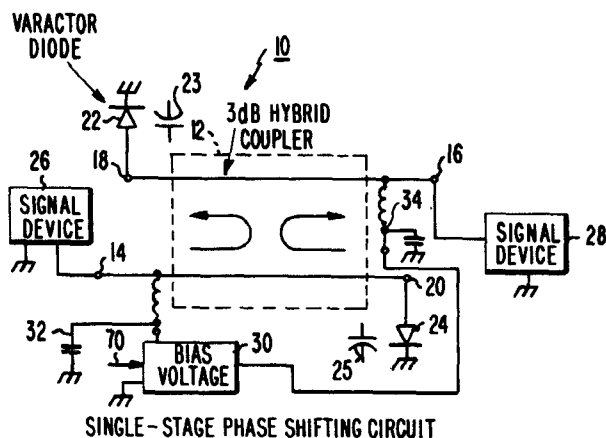 VARACTOR
DIODE
10
23
3dB HYBRID
COUPLER
22
12
18
16
26
SIGNAL
DEVICE
34
SIGNAL
DEVICE
28
14
20
24
32
70
BIAS
VOLTAGE
30
25
SINGLE-STAGE PHASE SHIFTING CIRCUIT